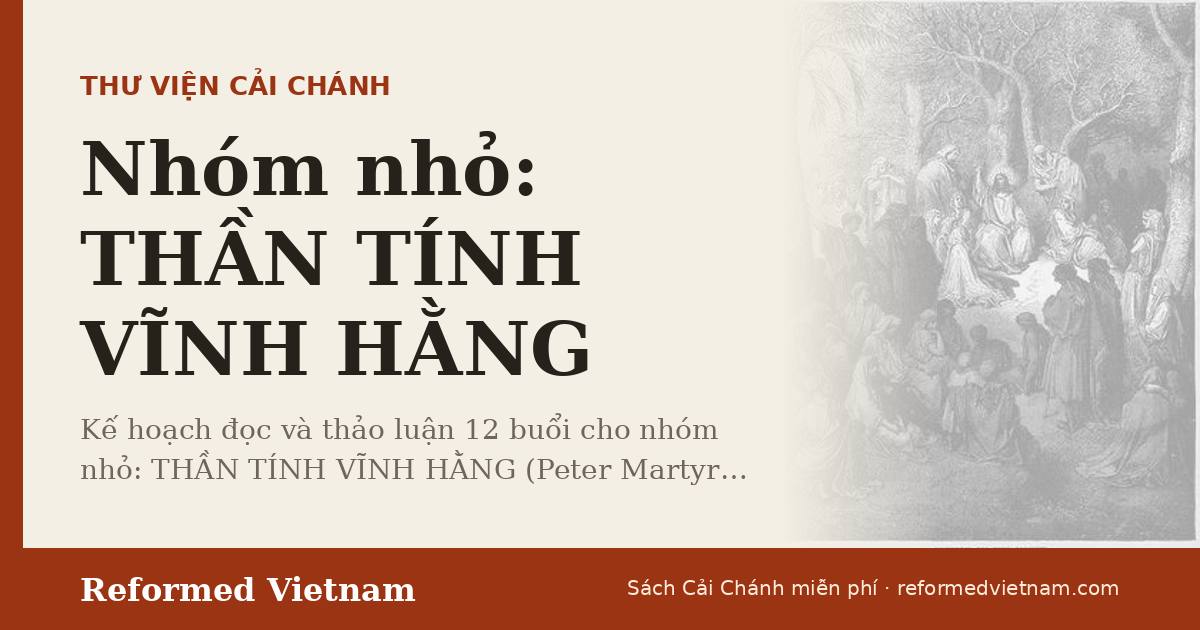 THƯ VIỆN CẢI CHÁNH
Nhóm nhỏ:
THẦN TÍNH
VĨNH HẰNG
Kế hoạch đọc và thảo luận 12 buổi cho nhóm
nhỏ: THẦN TÍNH VĨNH HẰNG (Peter Martyr…
Reformed Vietnam
Sách Cải Chánh miễn phí · reformedvietnam.com